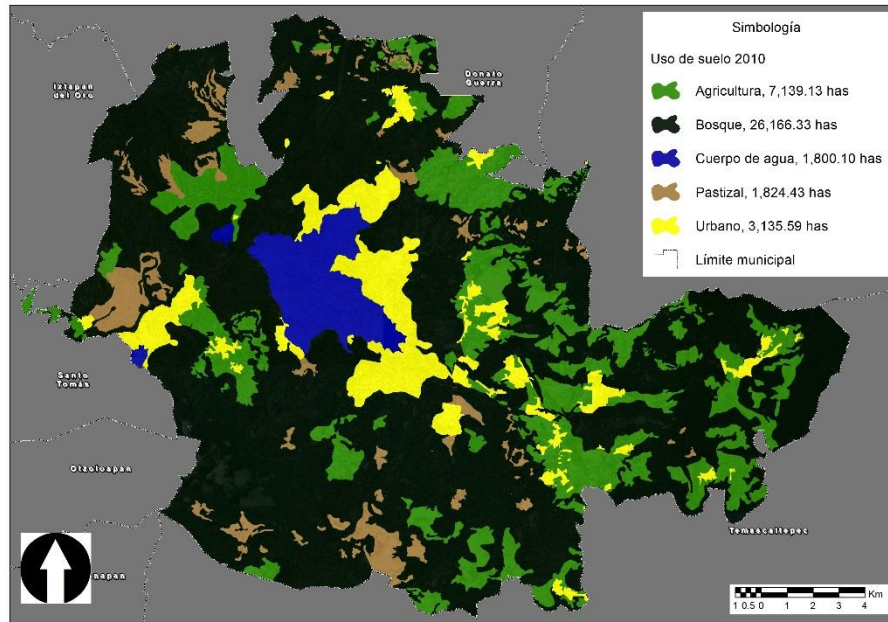 Simbología
Uso de suelo 2010
Agricultura, 7,139.13 has
Bosque, 26,166.33 has
Cuerpo de agua, 1,800.10 has
Pastizal, 1,824.43 has
Urbano, 3,135.59 has
Límite municipal
Ixtapan
del Oro
Donato
Guerra
Santo
Tomás
Otzoloapan
Temascaltepec
napan
Km
1 0.5 0 1 2 3 4